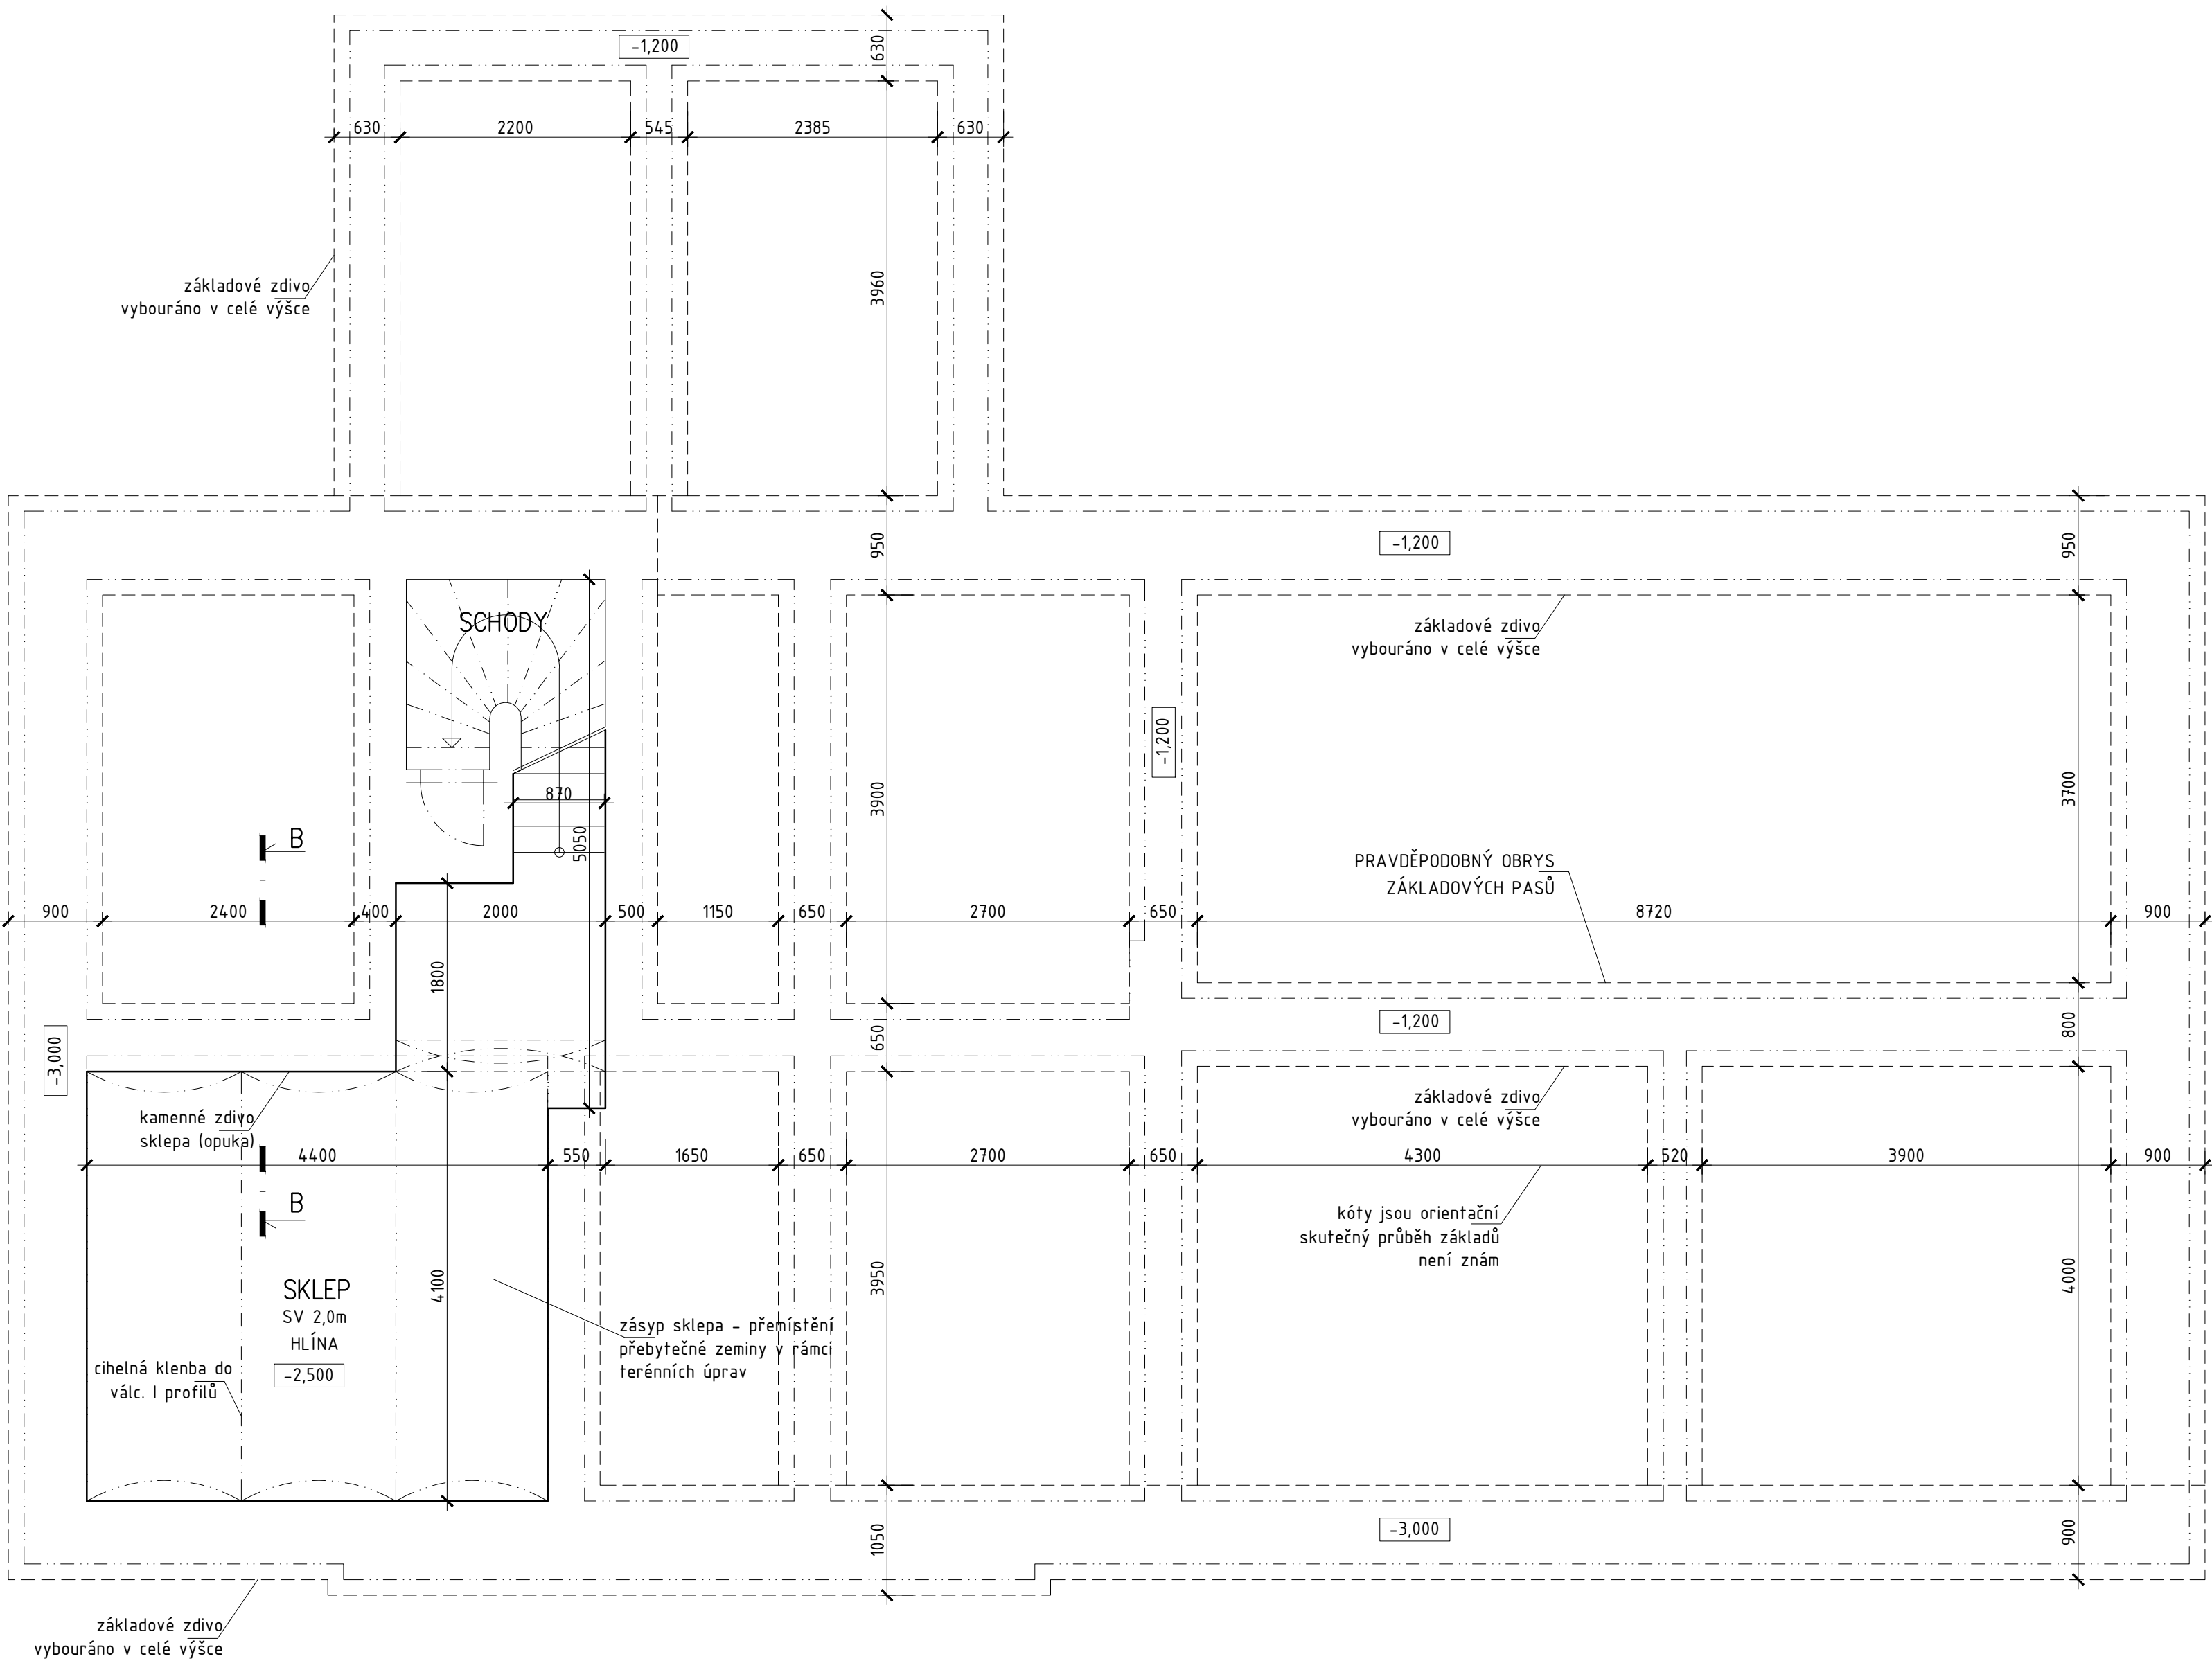 -1,200
630
630
2200
545
2385
630
základové zdivo
vybouráno v celé výšce
3960
950
-1,200
950
SCHODY
základové zdivo
vybouráno v celé výšce
-1,200
870
3900
3700
5050
B
PRAVDĚPODOBNÝ OBRYS
ZÁKLADOVÝCH PASŮ
900
2400
400
2000
500
1150
650
2700
650
8720
900
1800
650
-1,200
800
-3,000
kamenné zdivo
sklepa (opuka)
základové zdivo
vybouráno v celé výšce
4400
550
1650
650
2700
650
4300
520
3900
900
B
kóty jsou orientační
skutečný průběh základů
není znám
4100
3950
4000
SKLEP
SV 2,0m
HLÍNA
-2,500
zásyp sklepa - přemístění
přebytečné zeminy v rámci
terénních úprav
cihelná klenba do
válc. I profilů
1050
-3,000
900
základové zdivo
vybouráno v celé výšce